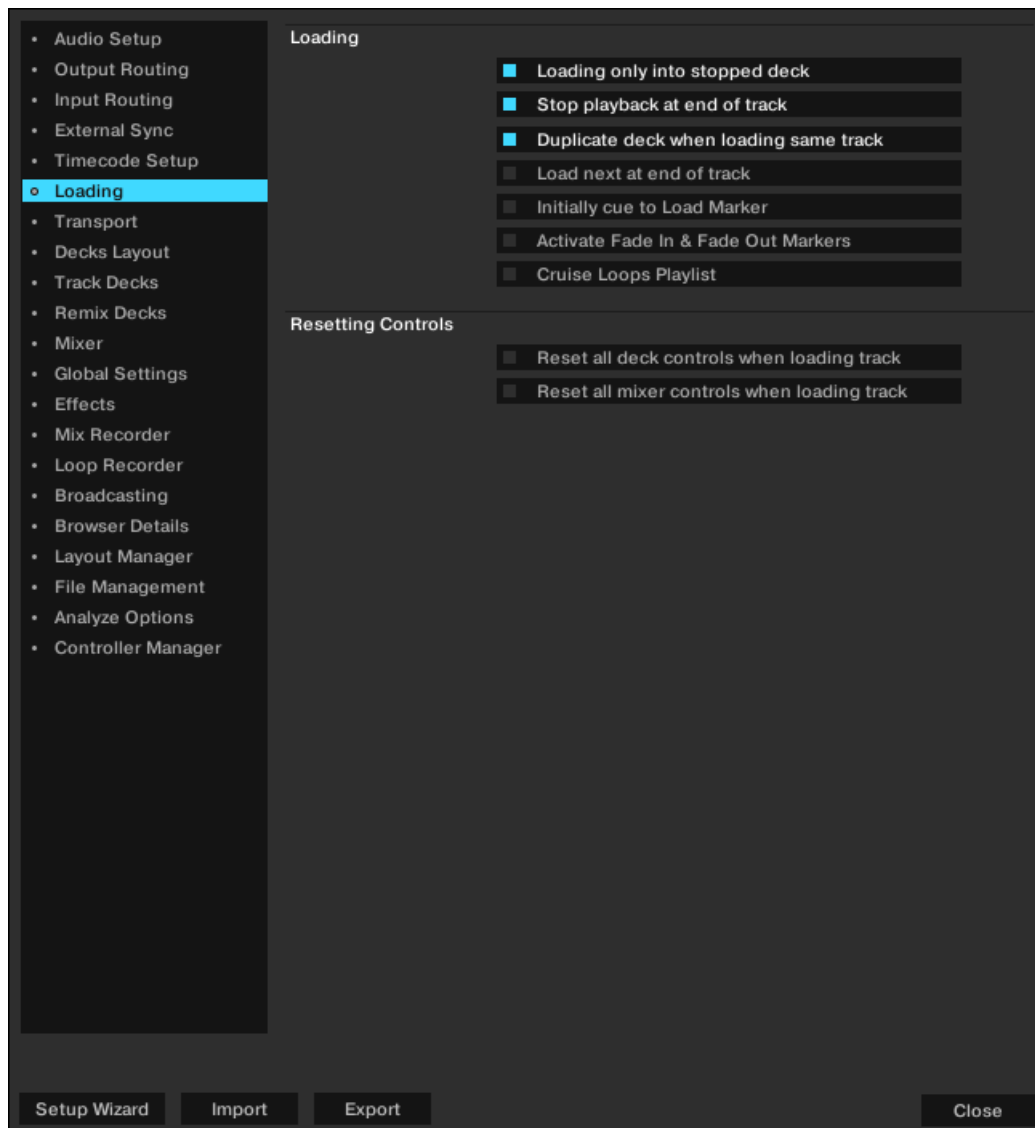 Audio Setup
Output Routing
Input Routing
External Sync
Timecode Setup
Loading
Transport
Decks Layout
Track Decks
Remix Decks
Mixer
Global Settings
Effects
Mix Recorder
Loop Recorder
Broadcasting
Browser Details
Layout Manager
File Management
Analyze Options
Controller Manager
Loading
Loading only into stopped deck
Stop playback at end of track
Duplicate deck when loading same track
Load next at end of track
Initially cue to Load Marker
Activate Fade In & Fade Out Markers
Cruise Loops Playlist
Resetting Controls
Reset all deck controls when loading track
Reset all mixer controls when loading track
Setup Wizard
Import
Export
Close